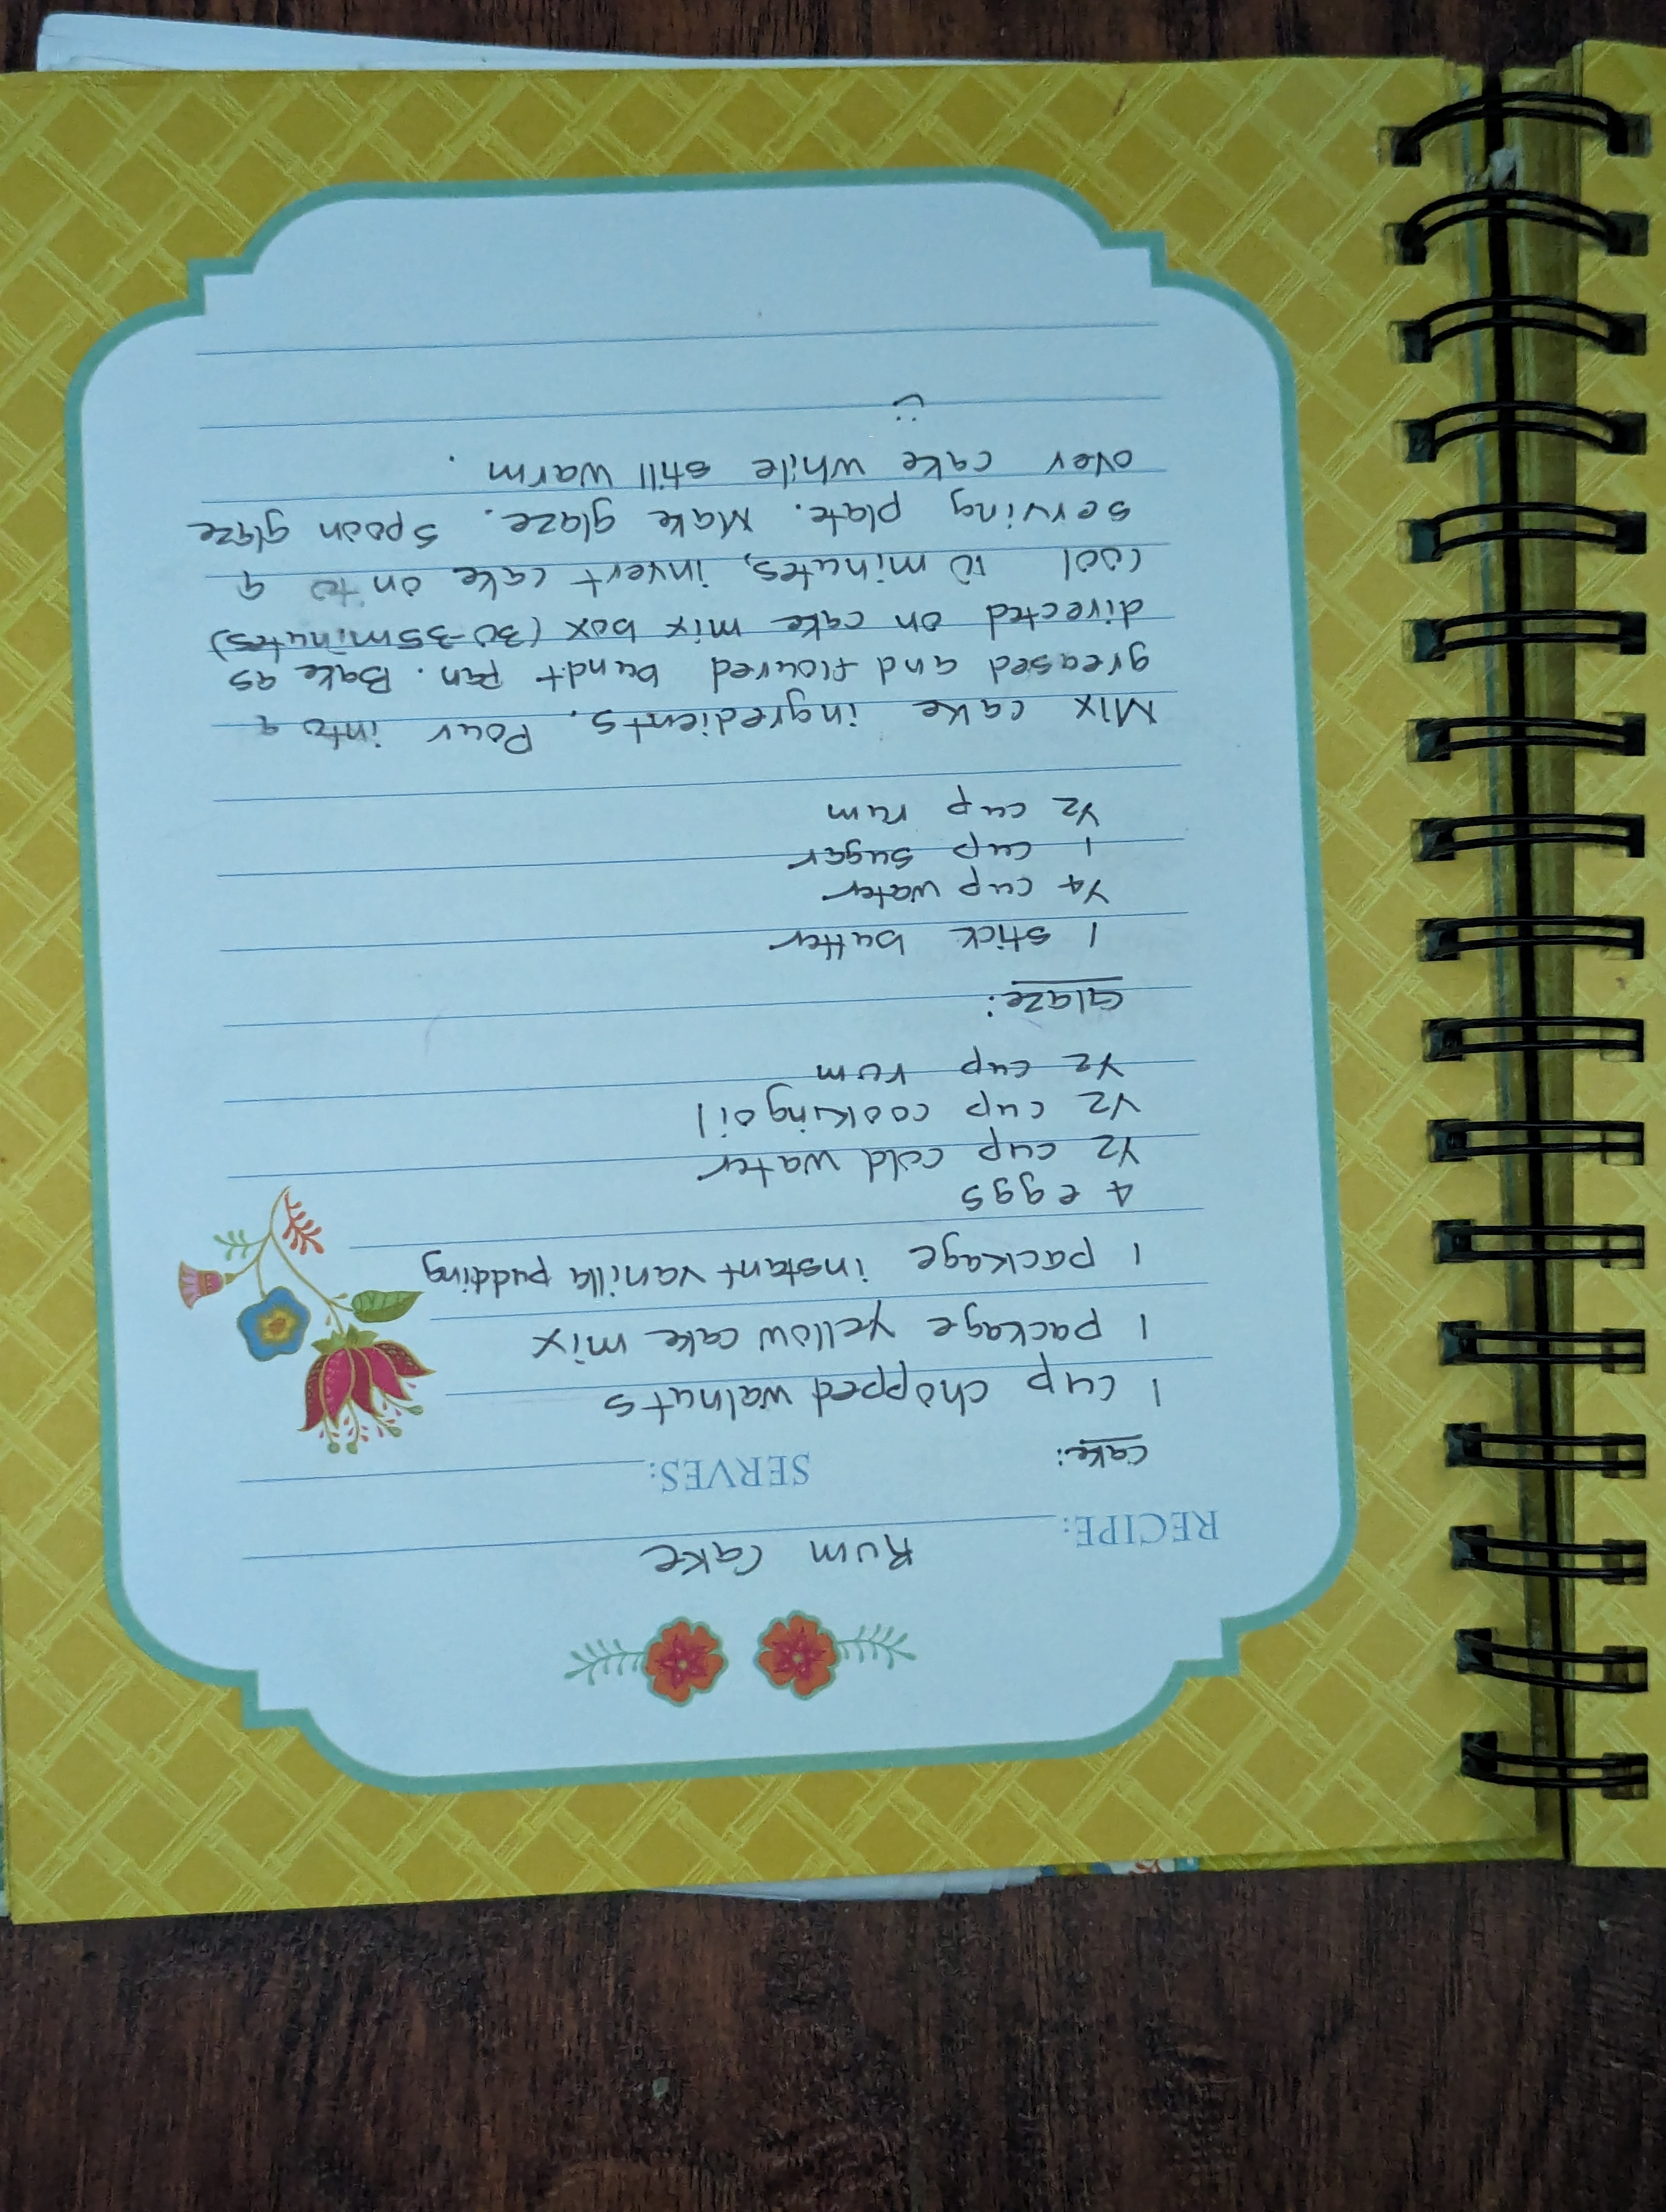 RECIPE: Rum Cake
SERVES:
Cake:
1 cup chopped walnuts
1 package yellow cake mix
1 package instant vanilla pudding
4 eggs
1/2 cup cold water
1/2 cup cooking oil
1/2 cup rum
Glaze:
1 stick butter
1/4 cup water
1 cup sugar
1/2 cup rum
Mix cake ingredients. Pour into a
greased and floured bundt pan. Bake as
directed on cake mix box (30-35 minutes)
Cool 10 minutes, invert cake onto a
serving plate. Make glaze. Spoon glaze
over cake while still warm.